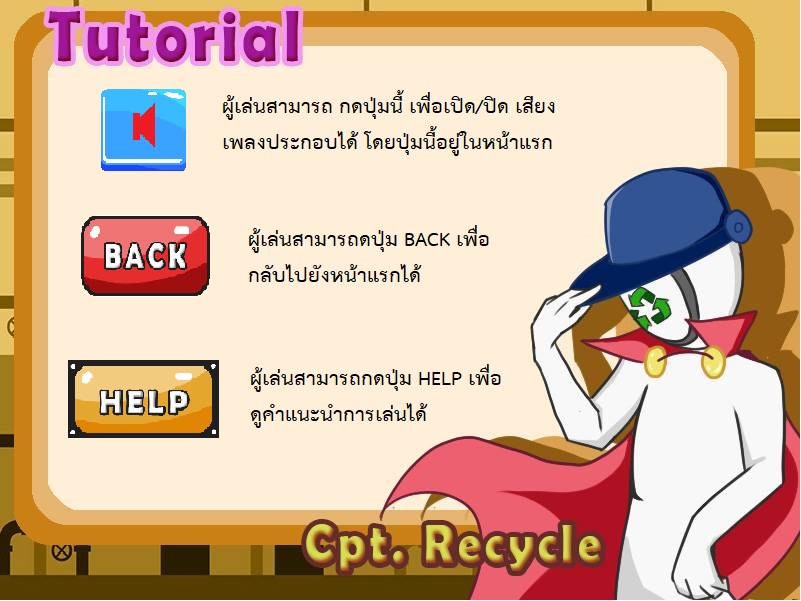 Tutorial
ผู้เล่นสามารถ กดปุ่มนี้ เพื่อเปิด/ปิด เสียง
เพลงประกอบได้ โดยปุ่มนี้อยู่ในหน้าแรก
BACK
ผู้เล่นสามารถดปุ่ม BACK เพื่อ
กลับไปยังหน้าแรกได้
HELP
ผู้เล่นสามารถกดปุ่ม HELP เพื่อ
ดูคำแนะนำการเล่นได้
Cpt. Recycle